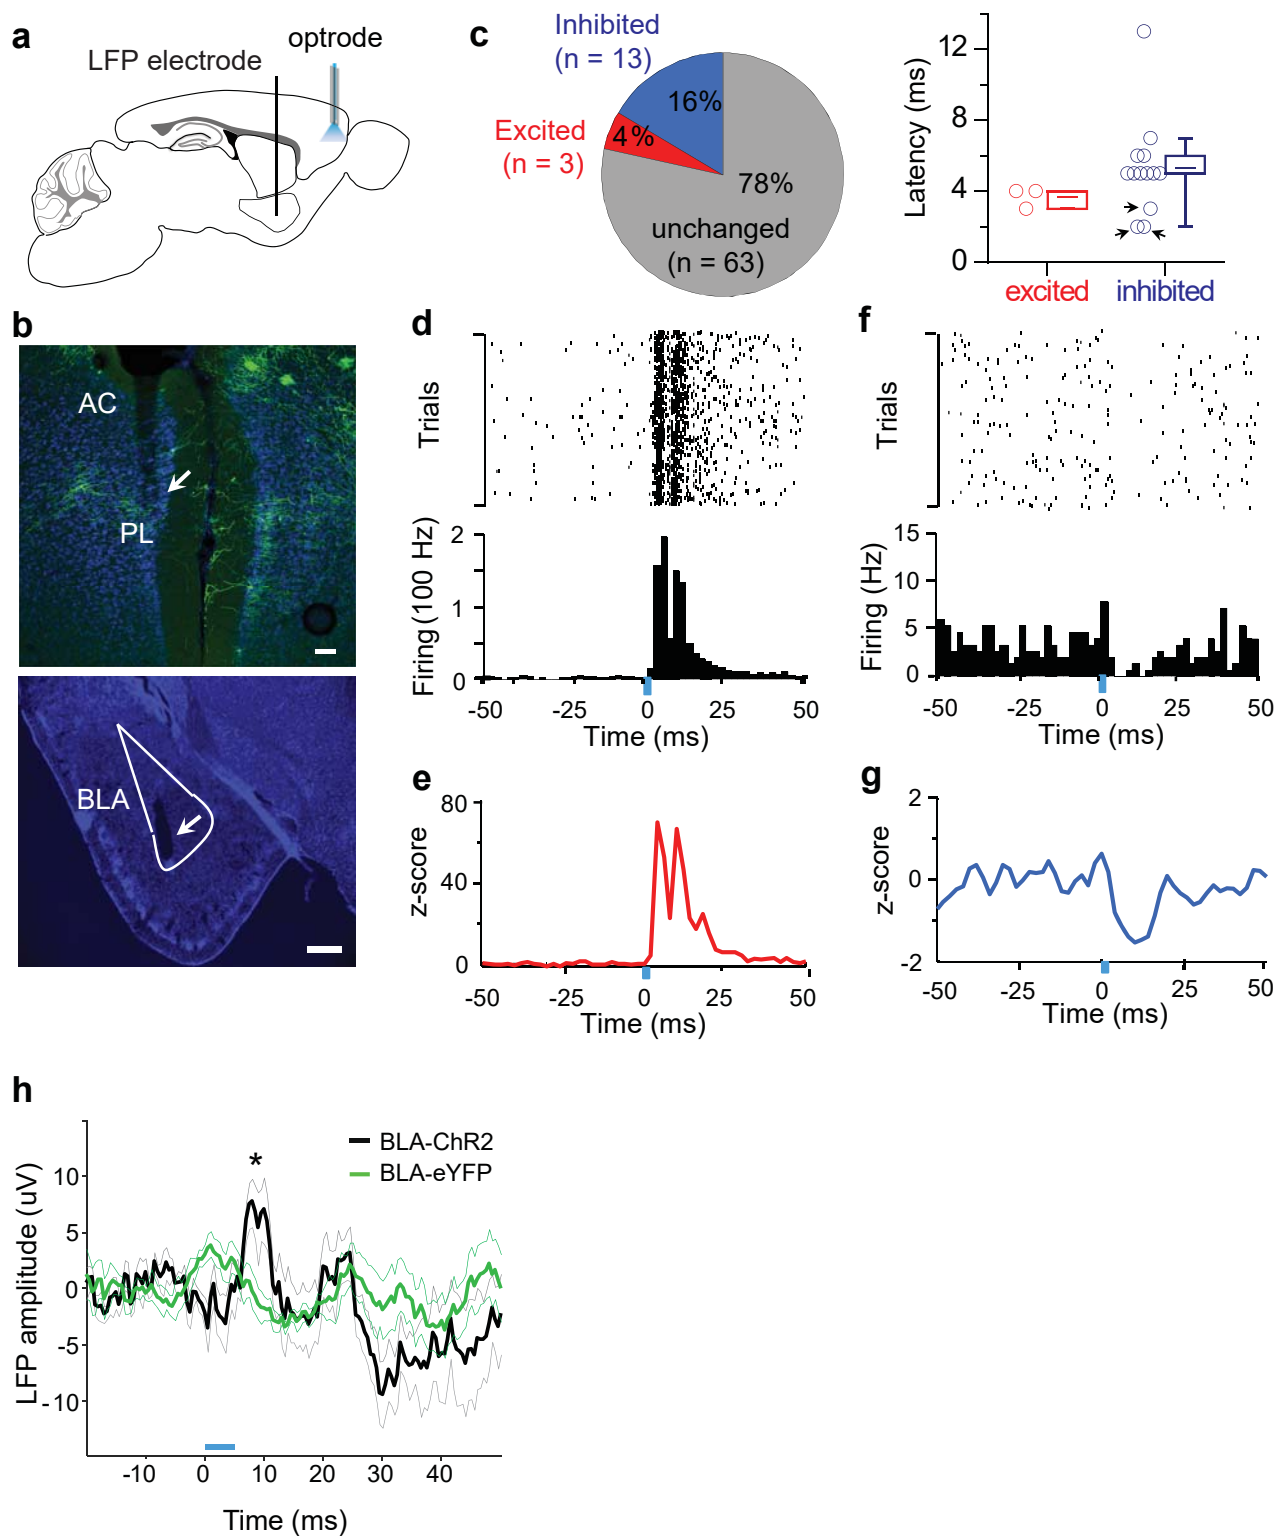 a
LFP electrode
optrode
c
Inhibited
(n = 13)
Excited
(n = 3)
16%
4%
78%
unchanged
(n = 63)
Latency (ms)
12
8
4
0
excited
inhibited
b
AC
PL
BLA
d
Trials
Firing (100 Hz)
2
1
0
-50
-25
0
25
50
Time (ms)
e
z-score
80
40
0
-50
-25
0
25
50
Time (ms)
f
Trials
Firing (Hz)
15
10
5
0
-50
-25
0
25
50
Time (ms)
g
z-score
2
0
-2
-50
-25
0
25
50
Time (ms)
h
LFP amplitude (uV)
10
5
0
-5
-10
*
BLA-ChR2
BLA-eYFP
-10
0
10
20
30
40
Time (ms)